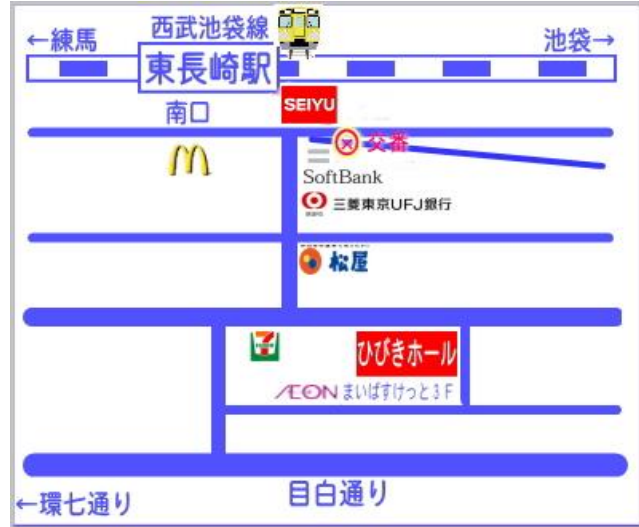 西武池袋線
←練馬
池袋→
東長崎駅
南口
SEIYU
交番
SoftBank
三菱東京UFJ銀行
松屋
ひびきホール
ÆON まいばすけっと3F
目白通り
←環七通り